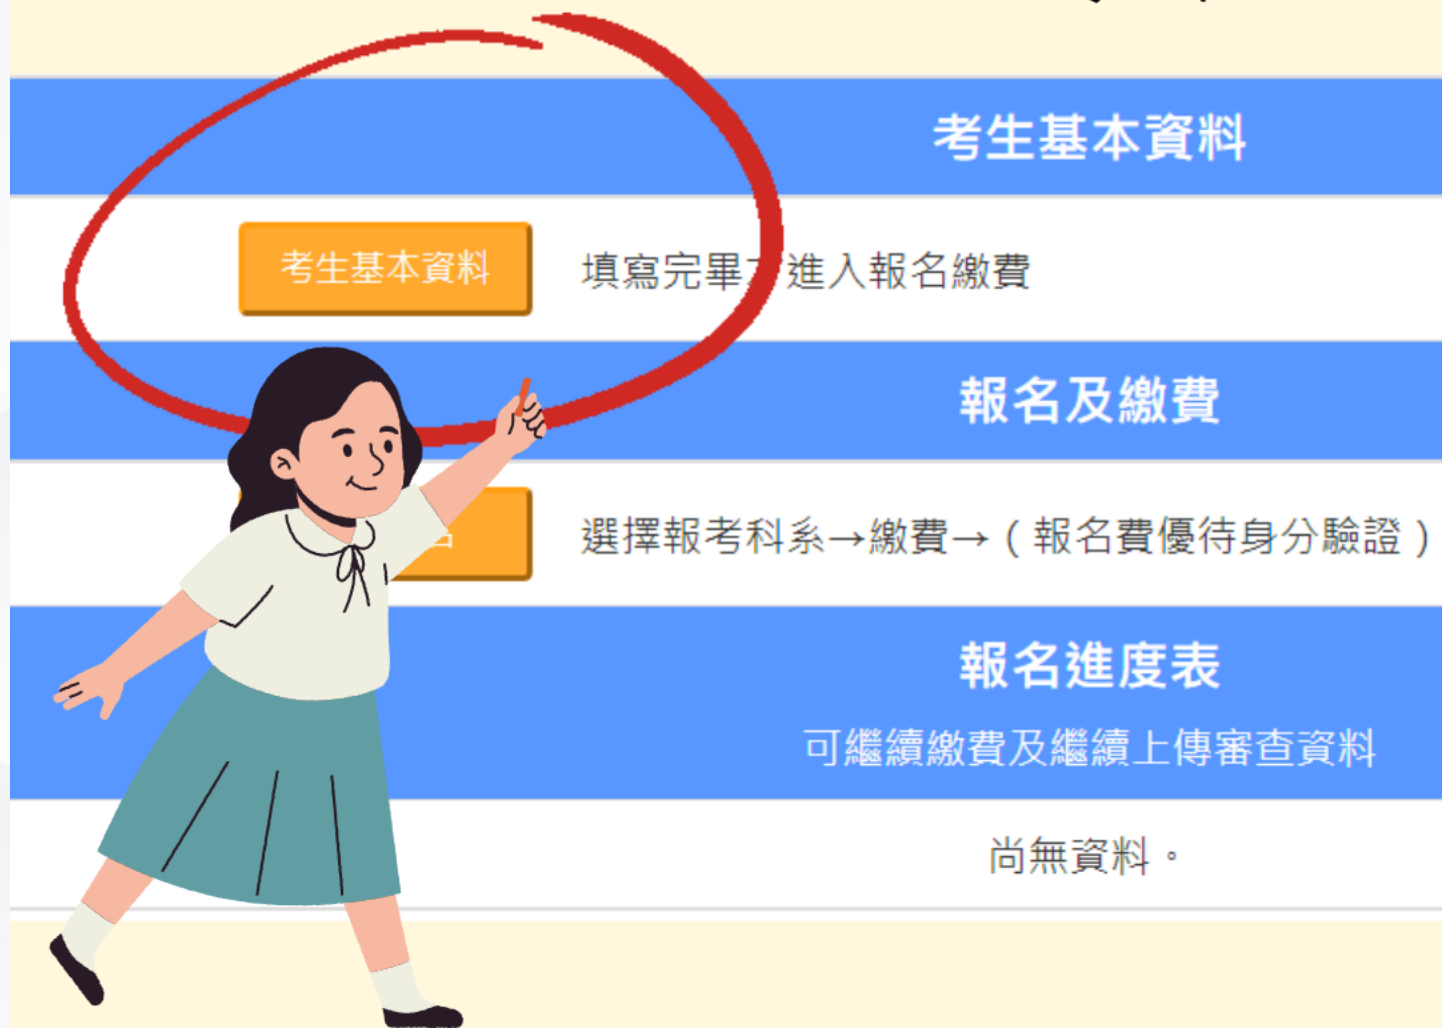 考生基本資料
考生基本資料
填寫完畢 進入報名繳費
報名及繳費
選擇報考科系→繳費→(報名費優待身分驗證)
報名進度表
可繼續繳費及繼續上傳審查資料
尚無資料。